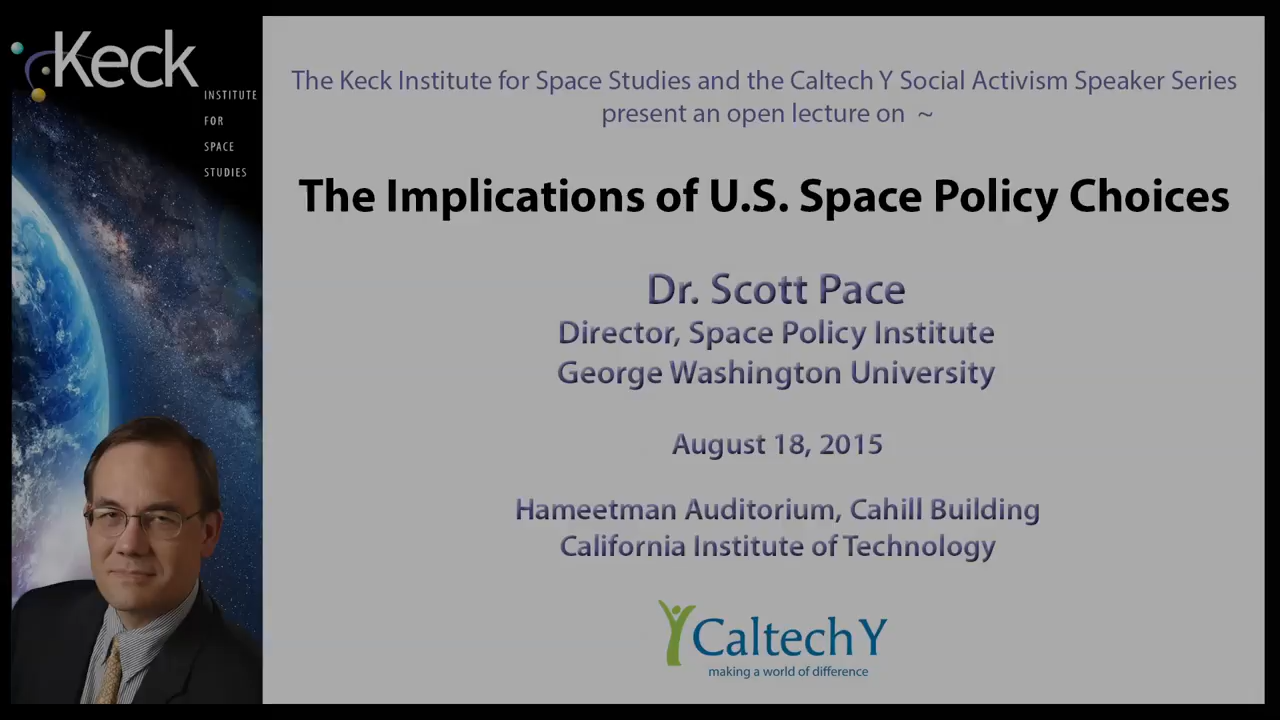 Keck
INSTITUTE
FOR
SPACE
STUDIES
The Keck Institute for Space Studies and the Caltech Y Social Activism Speaker Series
present an open lecture on ~
The Implications of U.S. Space Policy Choices
Dr. Scott Pace
Director, Space Policy Institute
George Washington University
August 18, 2015
Hameetman Auditorium, Cahill Building
California Institute of Technology
Caltech Y
making a world of difference